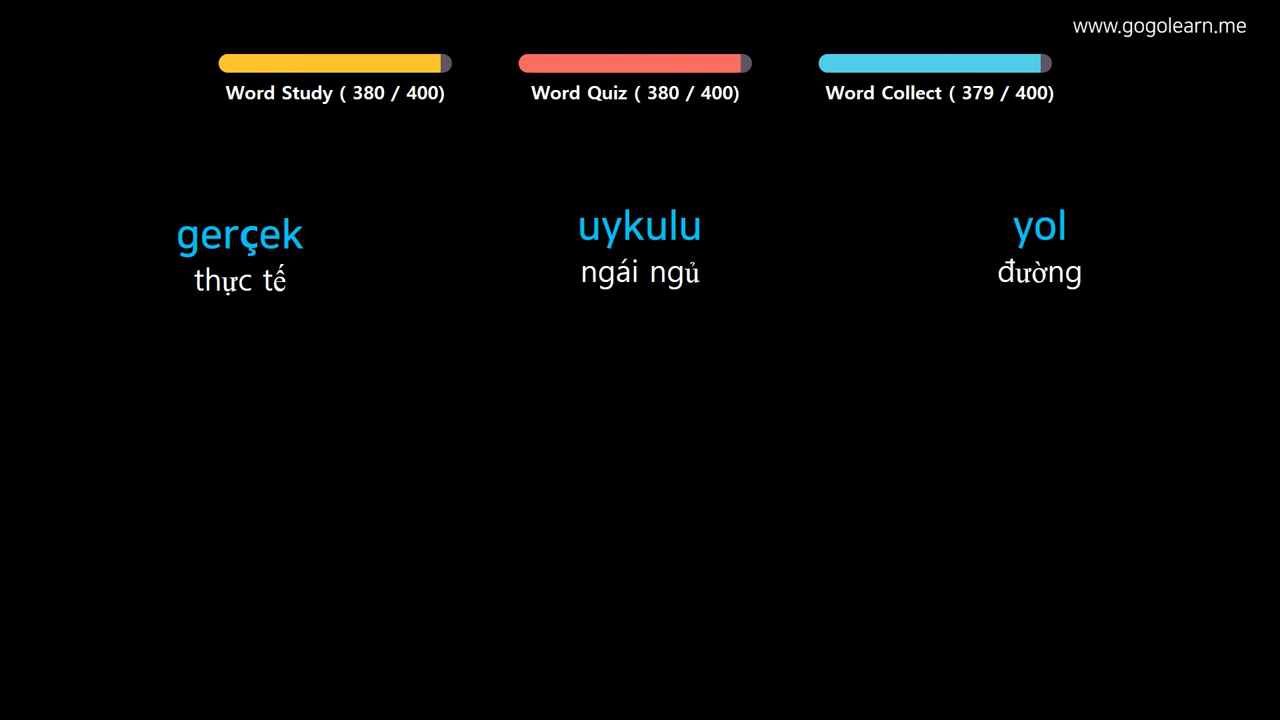 www.gogolearn.me
Word Study ( 380 / 400)
Word Quiz ( 380 / 400)
Word Collect ( 379 / 400)
gerçek
thực tế
uykulu
ngái ngủ
yol
đường